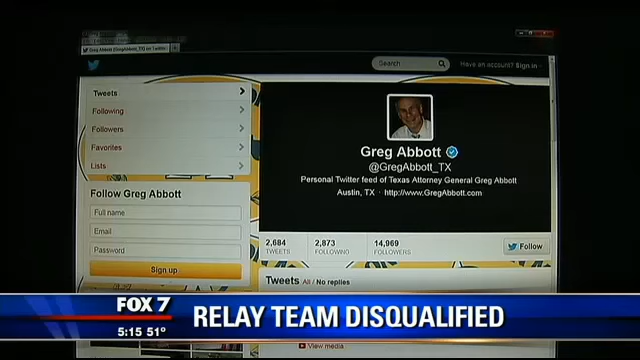 Greg Abbott (GregAbbott_TX) on Twitter
Search
Have an account? Sign in
Tweets
Following
Followers
Favorites
Lists
Follow Greg Abbott
Full name
Email
Password
Sign up
Greg Abbott
@GregAbbott_TX
Personal Twitter feed of Texas Attorney General Greg Abbott
Austin, TX · http://www.GregAbbott.com
2,684
TWEETS
2,873
FOLLOWING
14,969
FOLLOWERS
Follow
Tweets All / No replies
View media
FOX 7
5:15 51°
RELAY TEAM DISQUALIFIED